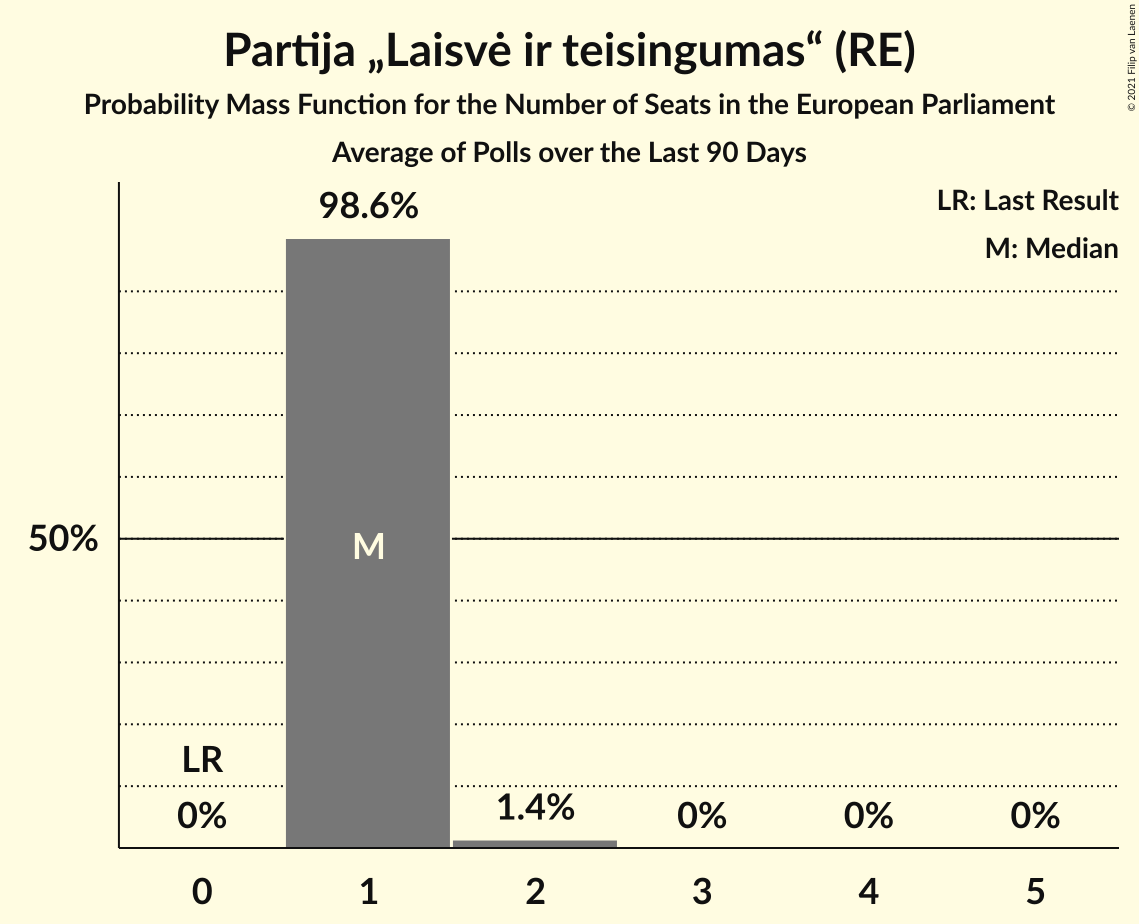 Partija „Laisvė ir teisingumas“ (RE)
Probability Mass Function for the Number of Seats in the European Parliament
Average of Polls over the Last 90 Days
© 2021 Filip van Laenen
LR: Last Result
M: Median
98.6%
50%
M
LR
0%
1.4%
0%
0%
0%
0 1 2 3 4 5